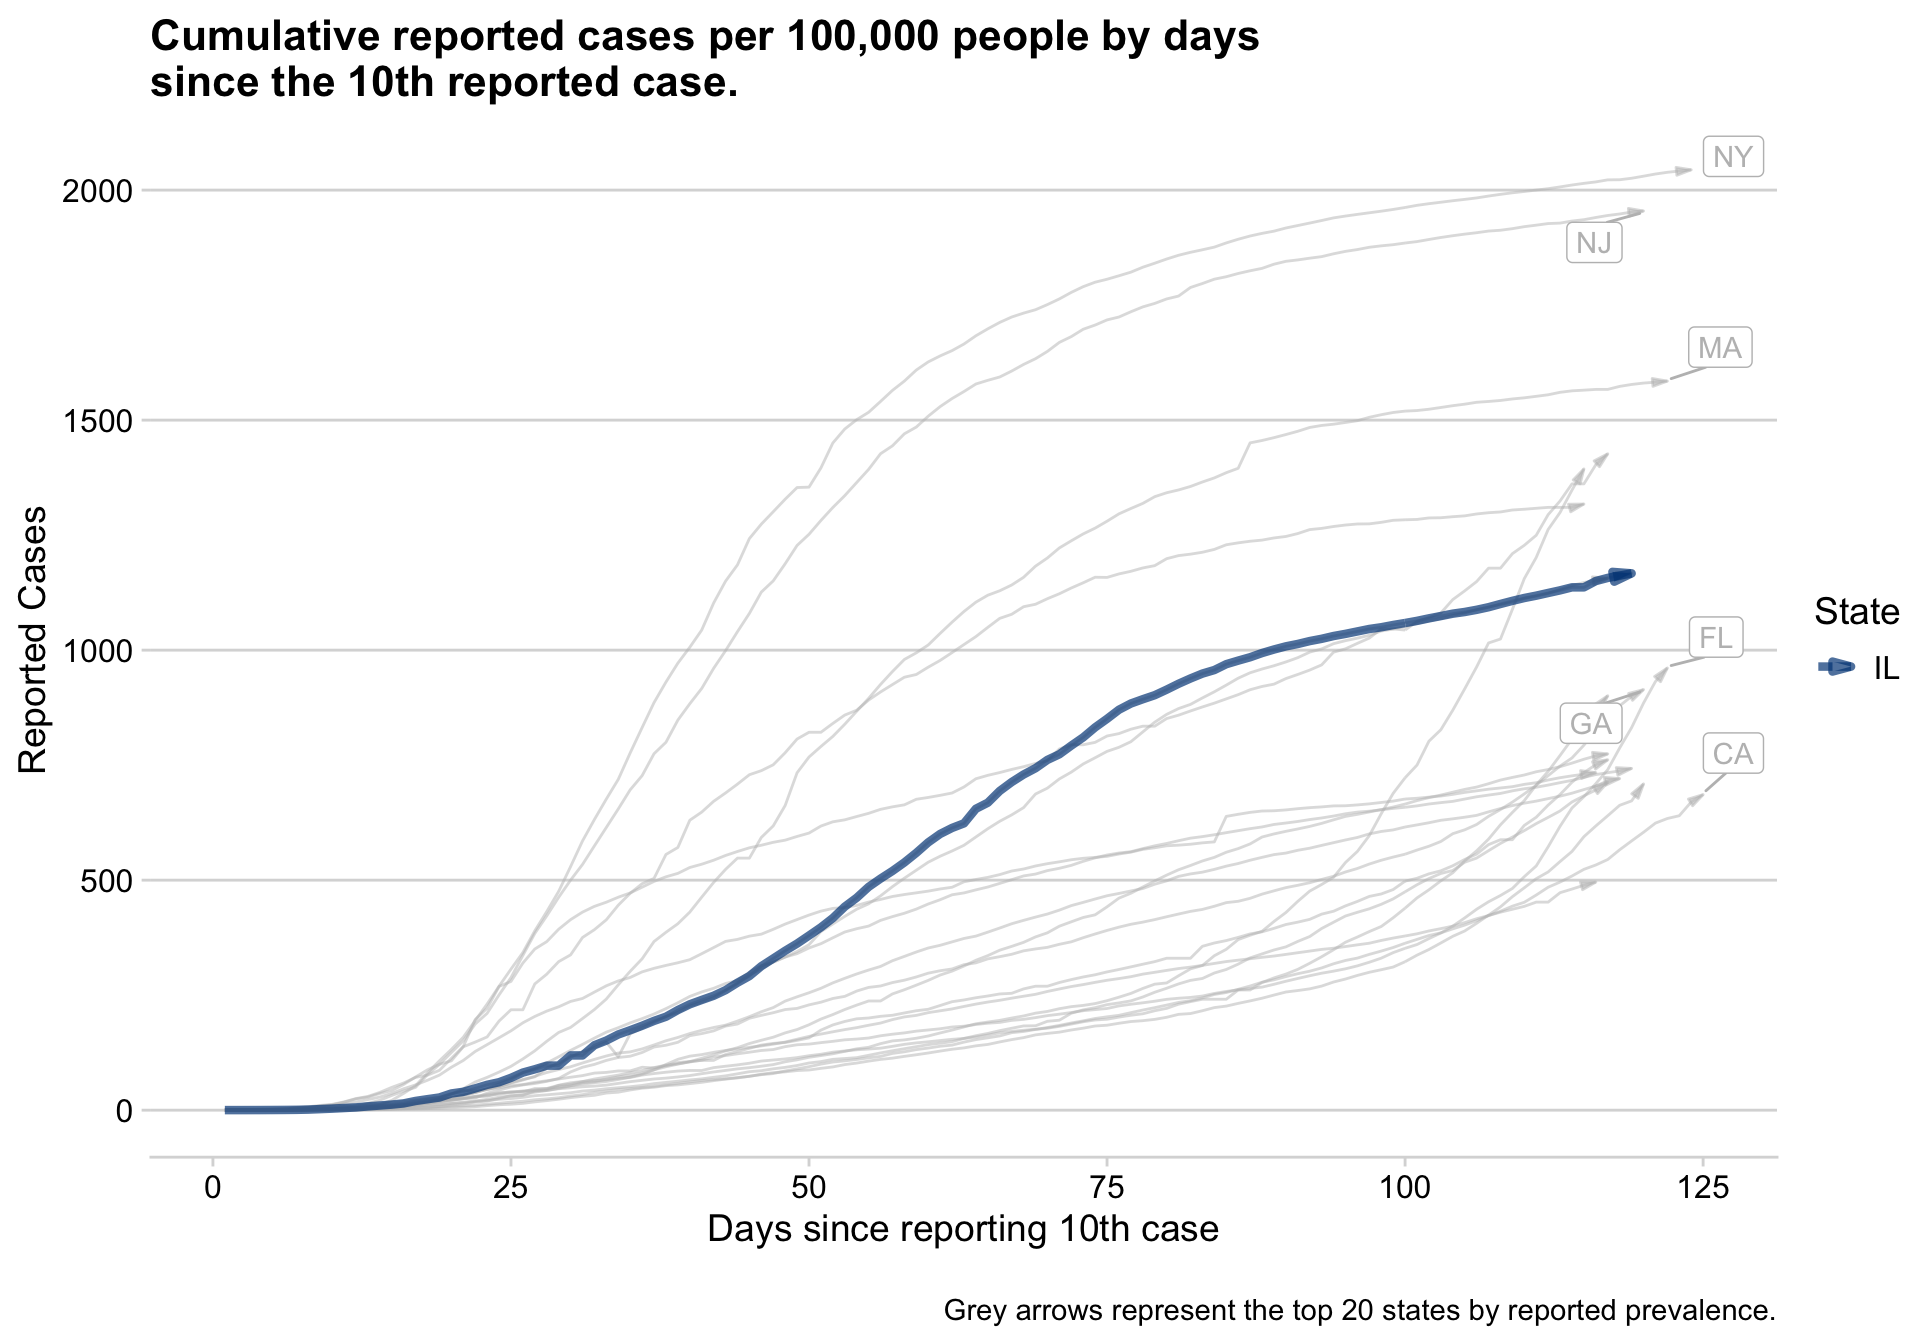 Cumulative reported cases per 100,000 people by days
since the 10th reported case.
NY
2000
NJ
MA
1500
Reported Cases
State
1000
FL
IL
GA
CA
500
0
0 25 50 75 100 125
Days since reporting 10th case
Grey arrows represent the top 20 states by reported prevalence.